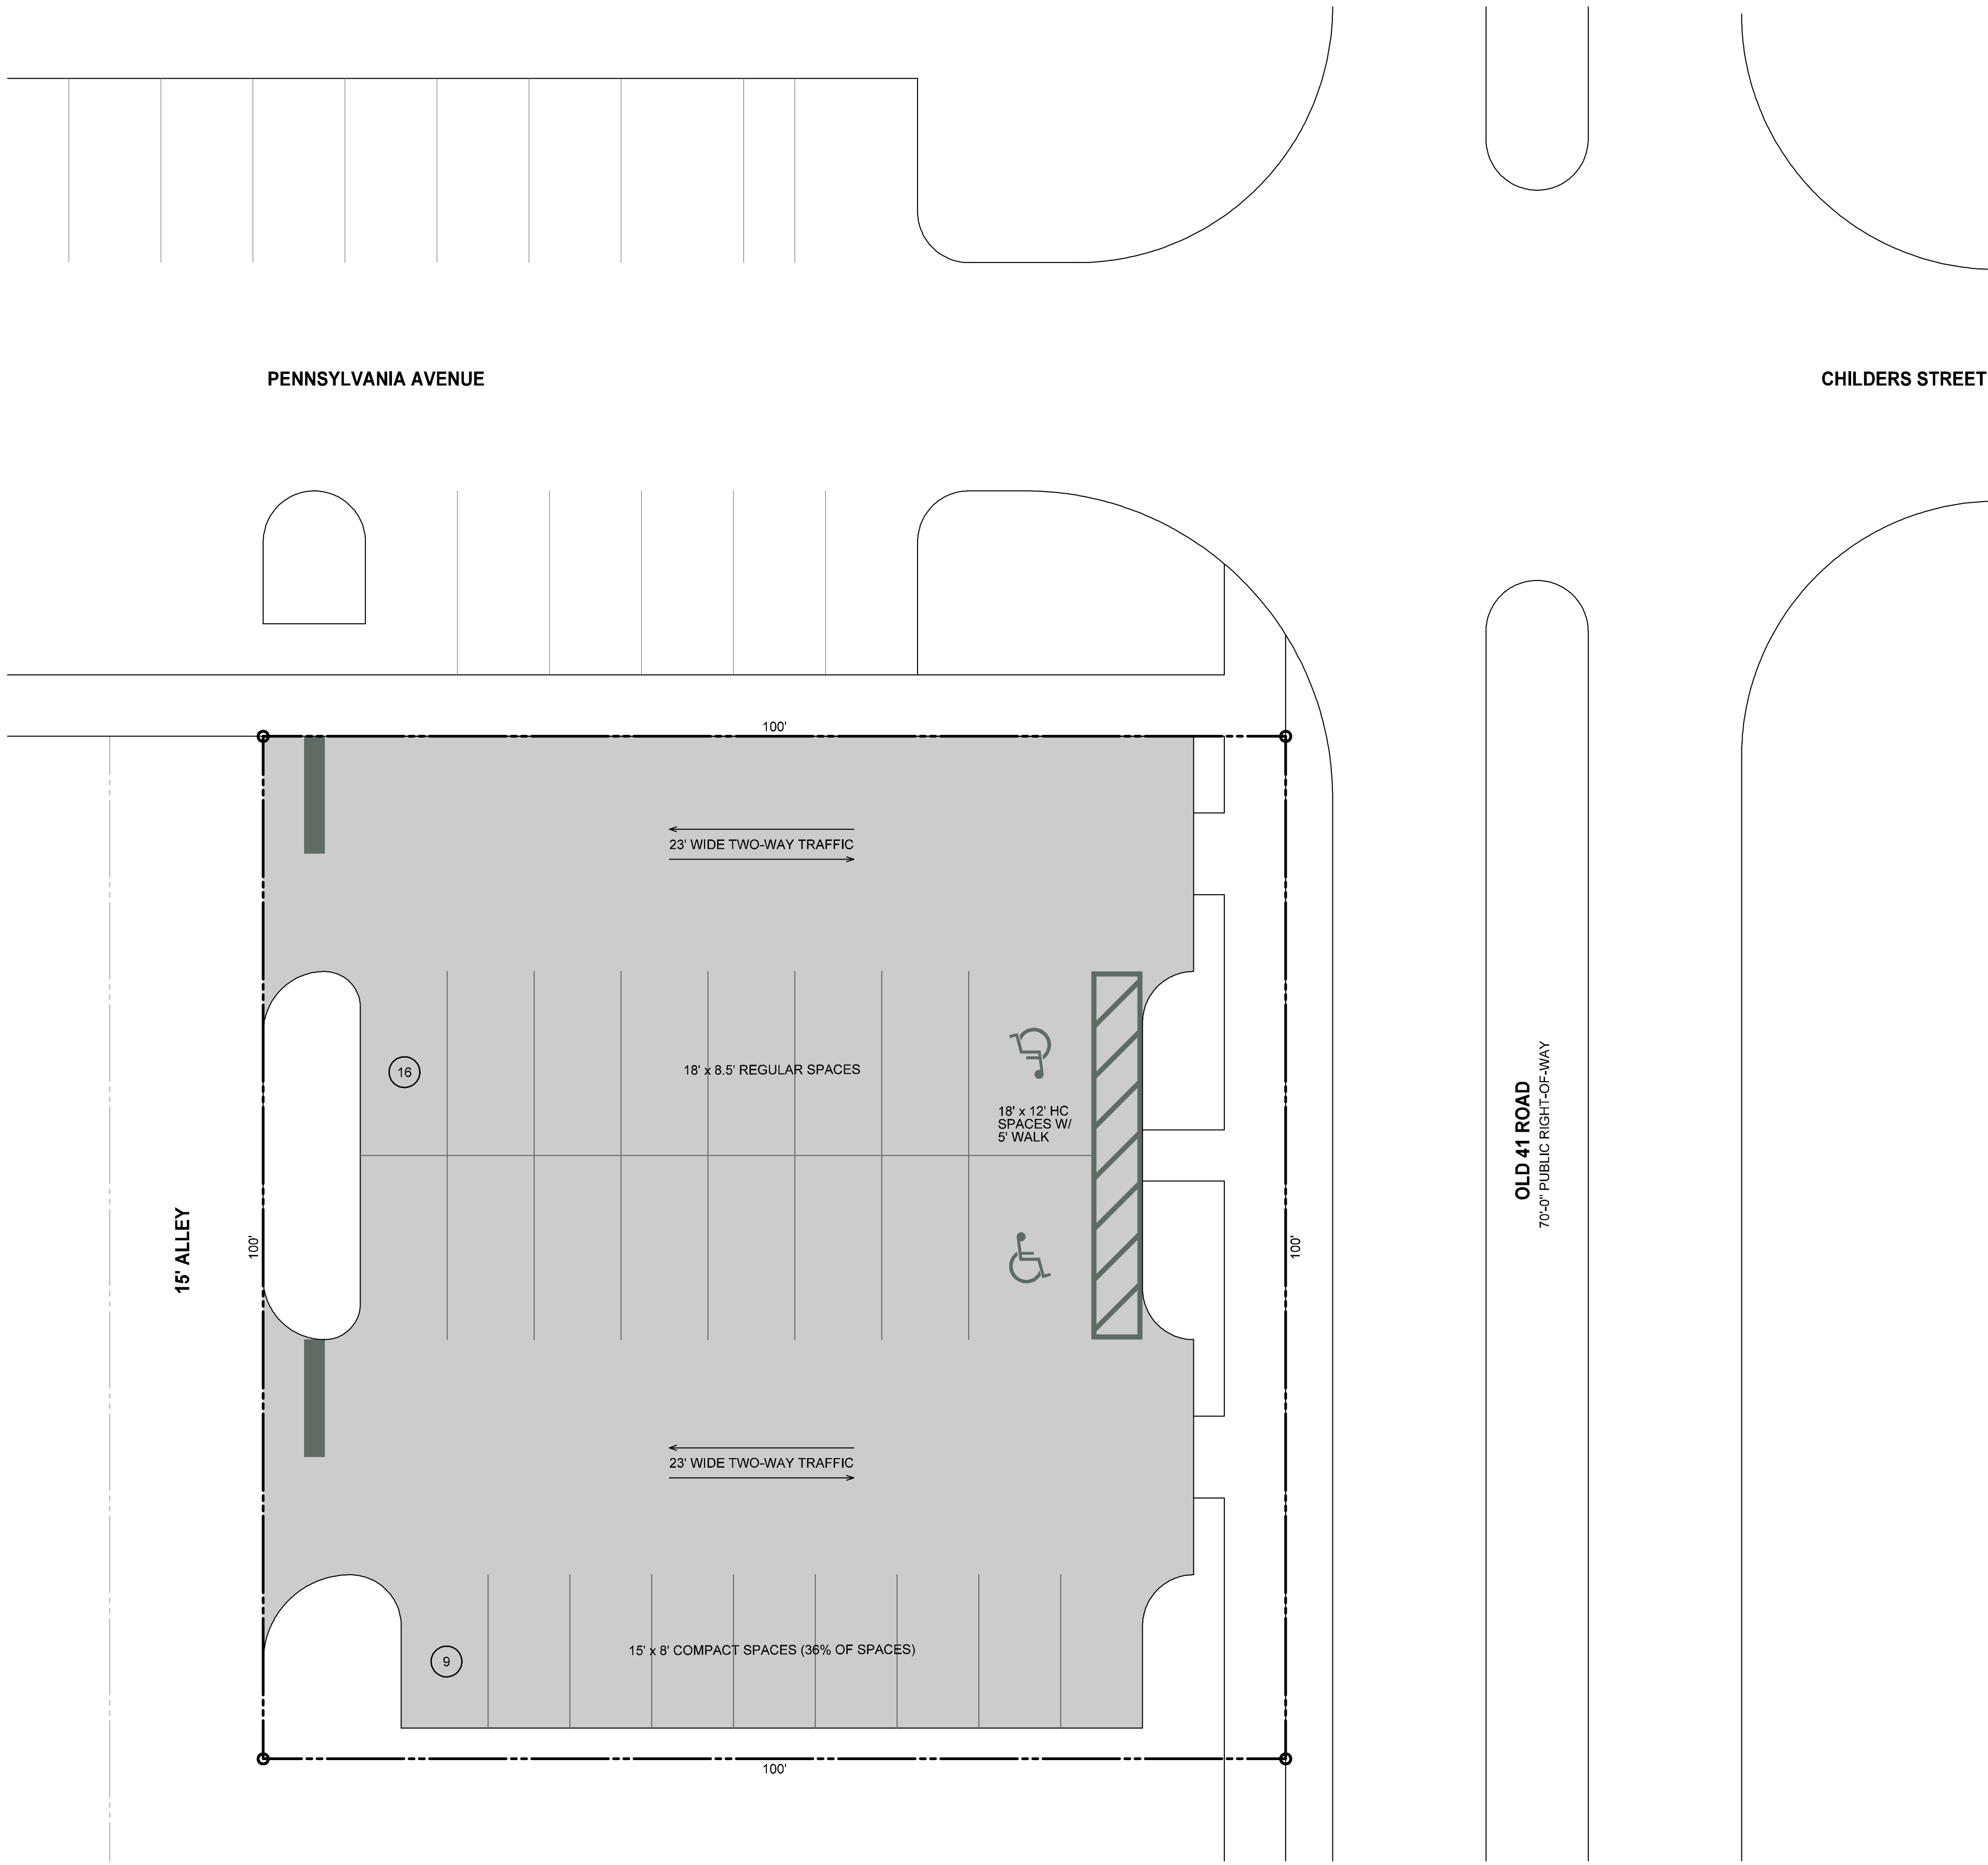 PENNSYLVANIA AVENUE
CHILDERS STREET
100'
23' WIDE TWO-WAY TRAFFIC
16
18' x 8.5' REGULAR SPACES
18' x 12' HC
SPACES W/
5' WALK
OLD 41 ROAD
70'-0" PUBLIC RIGHT-OF-WAY
15' ALLEY
100'
100'
23' WIDE TWO-WAY TRAFFIC
9
15' x 8' COMPACT SPACES (36% OF SPACES)
100'